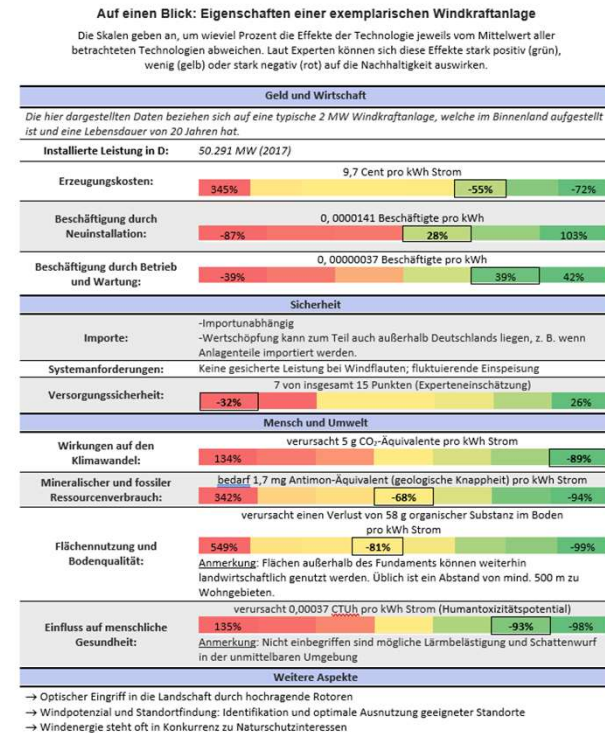 Auf einen Blick: Eigenschaften einer exemplarischen Windkraftanlage
Die Skalen geben an, um wieviel Prozent die Effekte der Technologie jeweils vom Mittelwert aller
betrachteten Technologien abweichen. Laut Experten können sich diese Effekte stark positiv (grün),
wenig (gelb) oder stark negativ (rot) auf die Nachhaltigkeit auswirken.
Geld und Wirtschaft
Die hier dargestellten Daten beziehen sich auf eine typische 2 MW Windkraftanlage, welche im Binnenland aufgestellt
ist und eine Lebensdauer von 20 Jahren hat.
Installierte Leistung in D: 50.291 MW (2017)
Erzeugungskosten:
9,7 Cent pro kWh Strom
345% -55% -72%
Beschäftigung durch
Neuinstallation:
0, 0000141 Beschäftigte pro kWh
-87% 28% 103%
Beschäftigung durch Betrieb
und Wartung:
0, 00000037 Beschäftigte pro kWh
-39% 39% 42%
Sicherheit
Importe:
-Importunabhängig
-Wertschöpfung kann zum Teil auch außerhalb Deutschlands liegen, z. B. wenn
Anlagenteile importiert werden.
Systemanforderungen: Keine gesicherte Leistung bei Windflauten; fluktuierende Einspeisung
Versorgungssicherheit:
7 von insgesamt 15 Punkten (Experteneinschätzung)
-32% 26%
Mensch und Umwelt
Wirkungen auf den
Klimawandel:
verursacht 5 g CO₂-Äquivalente pro kWh Strom
134% -89%
Mineralischer und fossiler
Ressourcenverbrauch:
bedarf 1,7 mg Antimon-Äquivalent (geologische Knappheit) pro kWh Strom
342% -68% -94%
Flächennutzung und
Bodenqualität:
verursacht einen Verlust von 58 g organischer Substanz im Boden
pro kWh Strom
549% -81% -99%
Anmerkung: Flächen außerhalb des Fundaments können weiterhin
landwirtschaftlich genutzt werden. Üblich ist ein Abstand von mind. 500 m zu
Wohngebieten.
Einfluss auf menschliche
Gesundheit:
verursacht 0,00037 CTUh pro kWh Strom (Humantoxizitätspotential)
135% -93% -98%
Anmerkung: Nicht einbegriffen sind mögliche Lärmbelästigung und Schattenwurf
in der unmittelbaren Umgebung
Weitere Aspekte
→ Optischer Eingriff in die Landschaft durch hochragende Rotoren
→ Windpotenzial und Standortfindung: Identifikation und optimale Ausnutzung geeigneter Standorte
→ Windenergie steht oft in Konkurrenz zu Naturschutzinteressen